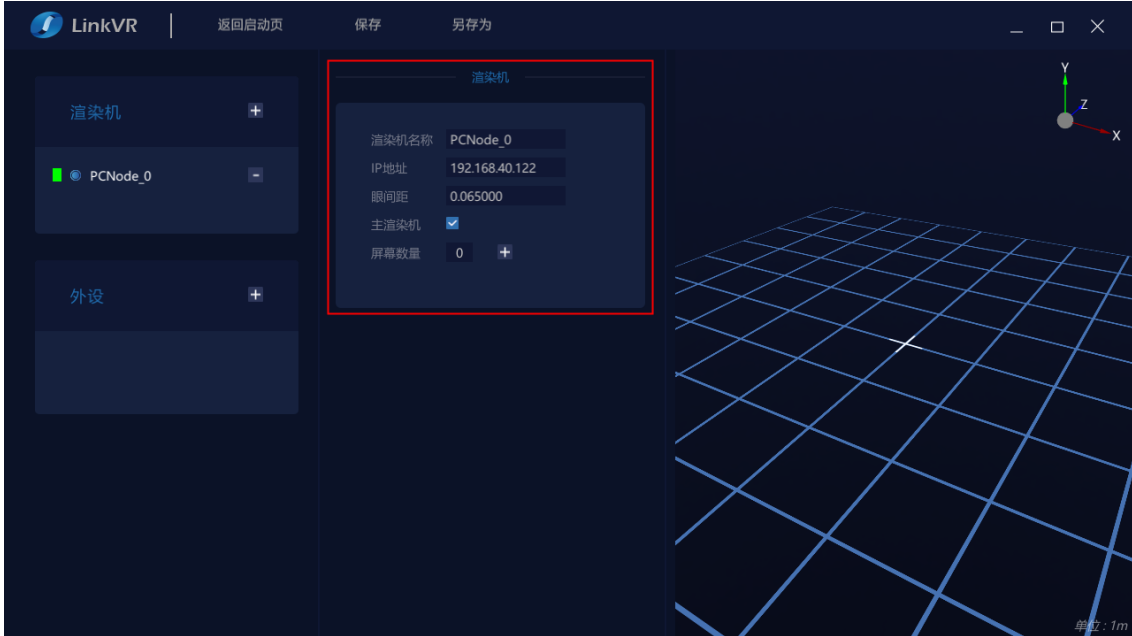 LinkVR 返回启动页 保存 另存为
渲染机
PCNode_0
外设
渲染机
渲染机名称 PCNode_0
IP地址 192.168.40.122
眼间距 0.065000
主渲染机
屏幕数量 0
Y
Z
X
单位：1m